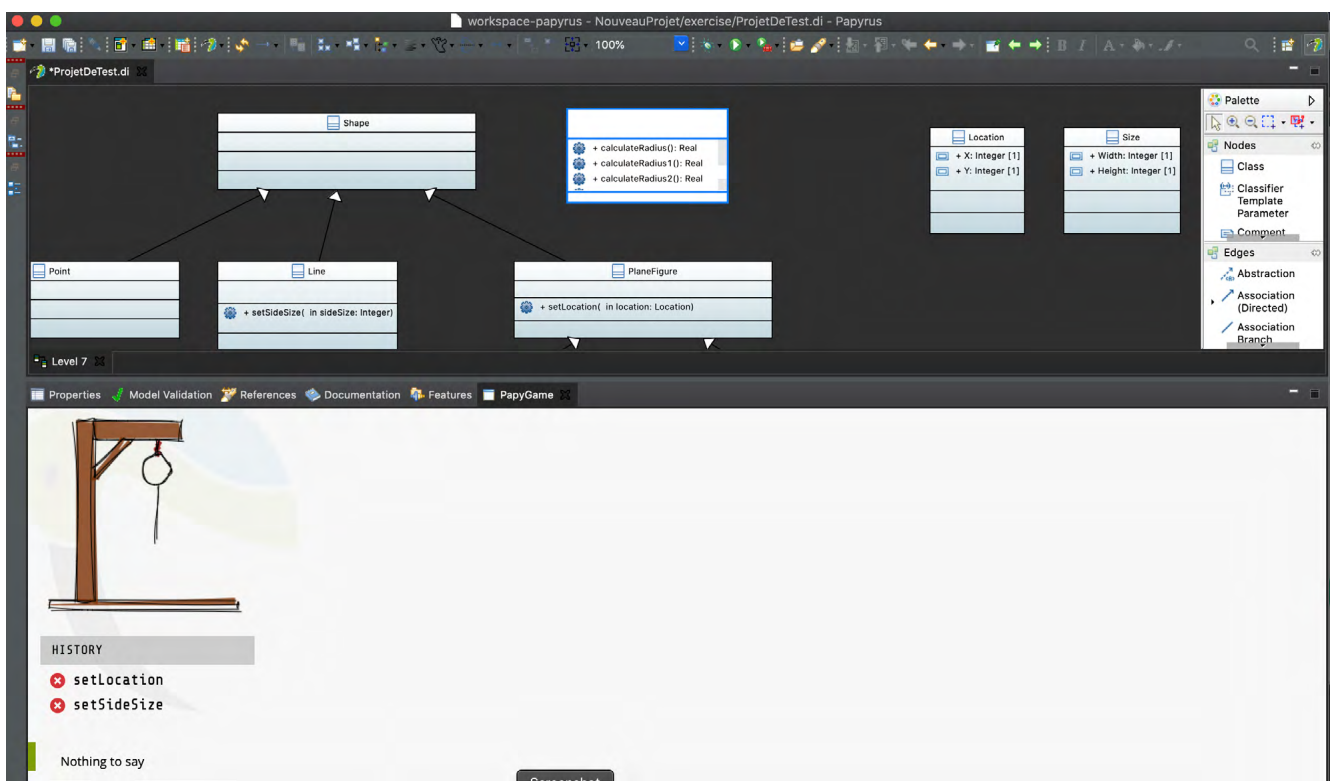 workspace-papyrus - NouveauProjet/exercise/ProjetDeTest.di - Papyrus
100%
B I A
*ProjetDeTest.di
Shape
+ calculateRadius(): Real
+ calculateRadius1(): Real
+ calculateRadius2(): Real
Location
+ X: Integer [1]
+ Y: Integer [1]
Size
+ Width: Integer [1]
+ Height: Integer [1]
Point
Line
+ setSideSize( in sideSize: Integer)
PlaneFigure
+ setLocation( in location: Location)
Palette
Nodes
Class
Classifier
Template
Parameter
Comment
Edges
Abstraction
Association
(Directed)
Association
Branch
Level 7
Properties Model Validation References Documentation Features PapyGame
HISTORY
setLocation
setSideSize
Nothing to say
Screenshot